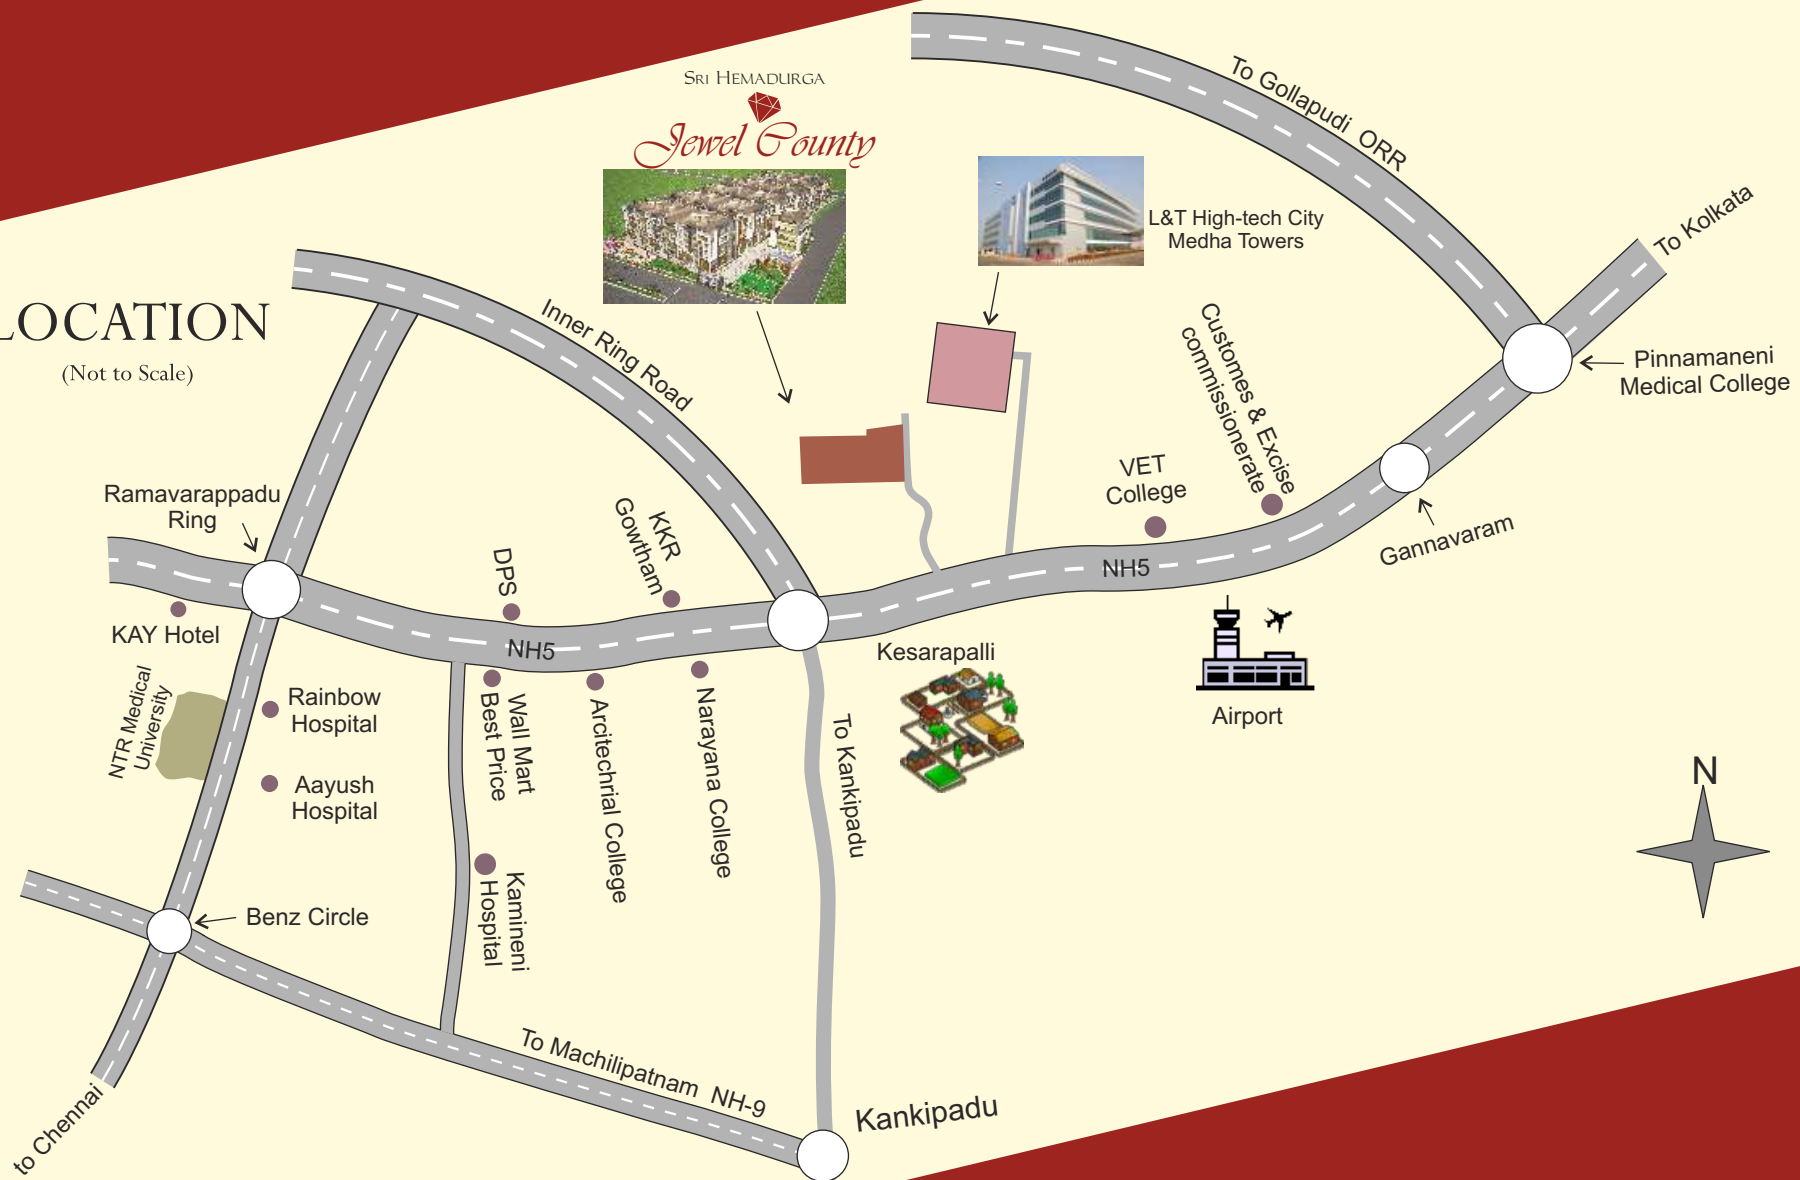 SRI HEMADURGA
Jewel County
LOCATION
(Not to Scale)
To Gollapudi ORR
L&T High-tech City
Medha Towers
To Kolkata
Pinnamaneni
Medical College
Inner Ring Road
Customes & Excise
commissionerate
VET
College
Gannavaram
Ramavarappadu
Ring
KKR
Gowtham
DPS
NH5
NH5
KAY Hotel
Kesarapalli
Airport
NTR Medical
University
Rainbow
Hospital
Aayush
Hospital
Wall Mart
Best Price
Arcitechrial College
Narayana College
To Kankipadu
Kamineni
Hospital
Benz Circle
N
To Machilipatnam NH-9
Kankipadu
to Chennai